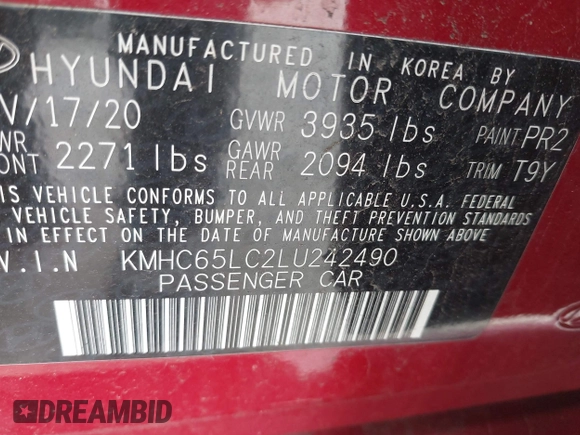 MANUFACTURED IN KOREA BY
HYUNDAI MOTOR COMPANY
V/17/20 GVWR 3935 lbs PAINT PR2
WR ONT 2271 lbs GAWR REAR 2094 lbs TRIM T9Y
IS VEHICLE CONFORMS TO ALL APPLICABLE U.S.A. FEDERAL
VEHICLE SAFETY, BUMPER, AND THEFT PREVENTION STANDARDS
IN EFFECT ON THE DATE OF MANUFACTURE SHOWN ABOVE.
V.I.N KMHC65LC2LU242490
PASSENGER CAR
DREAMBID